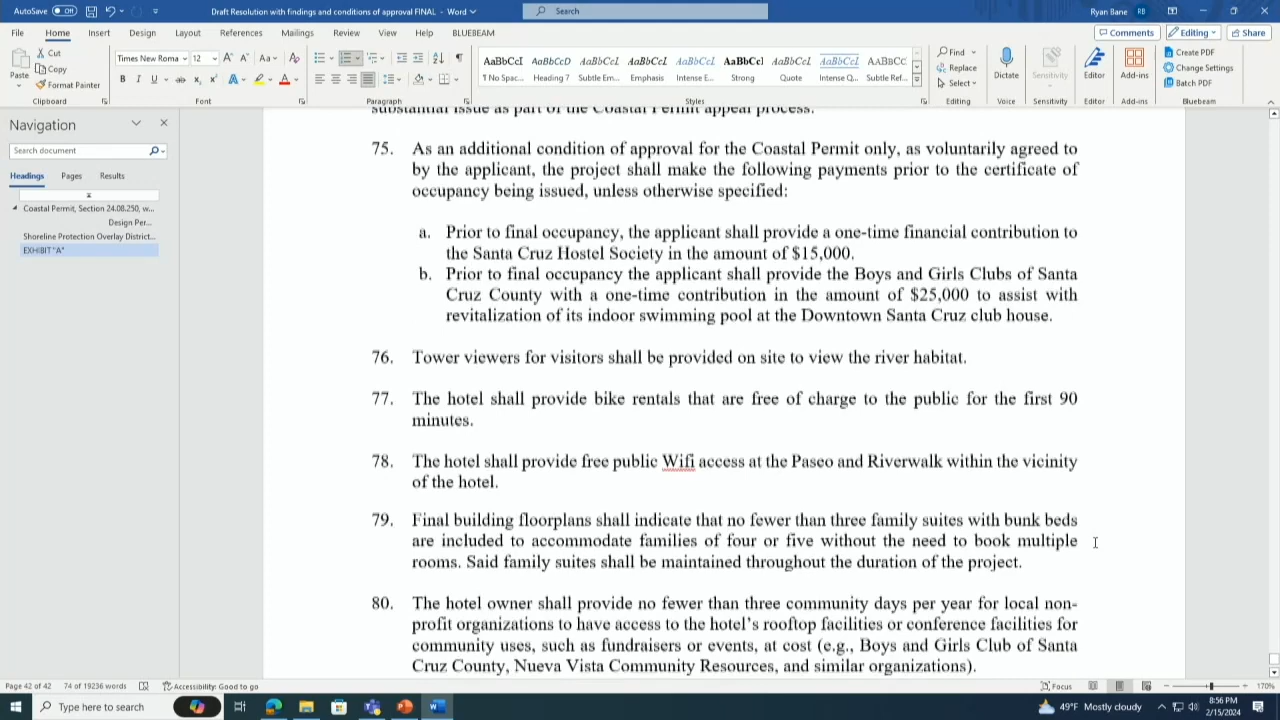 AutoSave Off Draft Resolution with findings and conditions of approval FINAL - Word Search Ryan Bane RB
File Home Insert Design Layout References Mailings Review View Help BLUEBEAM Comments Editing Share
Paste Cut Copy Format Painter Clipboard
Times New Roma 12 Font
Paragraph
AaBbCcI AaBbCcD AaBbCcI AaBbCcI AaBbCcI AaBbCcI AaBbCcI AaBbCcI AaBbCc
¶ No Spac... Heading 7 Subtle Em... Emphasis Intense E... Strong Quote Intense Q... Subtle Ref...
Styles
Find Replace Select Editing
Dictate Voice
Sensitivity Sensitivity
Editor Editor
Add-ins Add-ins
Create PDF Change Settings Batch PDF Bluebeam
Navigation
Search document
Headings Pages Results
Coastal Permit, Section 24.08.250, w...
Design Per...
Shoreline Protection Overlay District...
EXHIBIT "A"
substantial issue as part of the Coastal Permit appeal process.
75. As an additional condition of approval for the Coastal Permit only, as voluntarily agreed to
by the applicant, the project shall make the following payments prior to the certificate of
occupancy being issued, unless otherwise specified:
a. Prior to final occupancy, the applicant shall provide a one-time financial contribution to
the Santa Cruz Hostel Society in the amount of $15,000.
b. Prior to final occupancy the applicant shall provide the Boys and Girls Clubs of Santa
Cruz County with a one-time contribution in the amount of $25,000 to assist with
revitalization of its indoor swimming pool at the Downtown Santa Cruz club house.
76. Tower viewers for visitors shall be provided on site to view the river habitat.
77. The hotel shall provide bike rentals that are free of charge to the public for the first 90
minutes.
78. The hotel shall provide free public Wifi access at the Paseo and Riverwalk within the vicinity
of the hotel.
79. Final building floorplans shall indicate that no fewer than three family suites with bunk beds
are included to accommodate families of four or five without the need to book multiple
rooms. Said family suites shall be maintained throughout the duration of the project.
80. The hotel owner shall provide no fewer than three community days per year for local non-
profit organizations to have access to the hotel's rooftop facilities or conference facilities for
community uses, such as fundraisers or events, at cost (e.g., Boys and Girls Club of Santa
Cruz County, Nueva Vista Community Resources, and similar organizations).
Page 42 of 42 74 of 19236 words Accessibility: Good to go Focus 170%
Type here to search 49°F Mostly cloudy 8:56 PM
2/15/2024